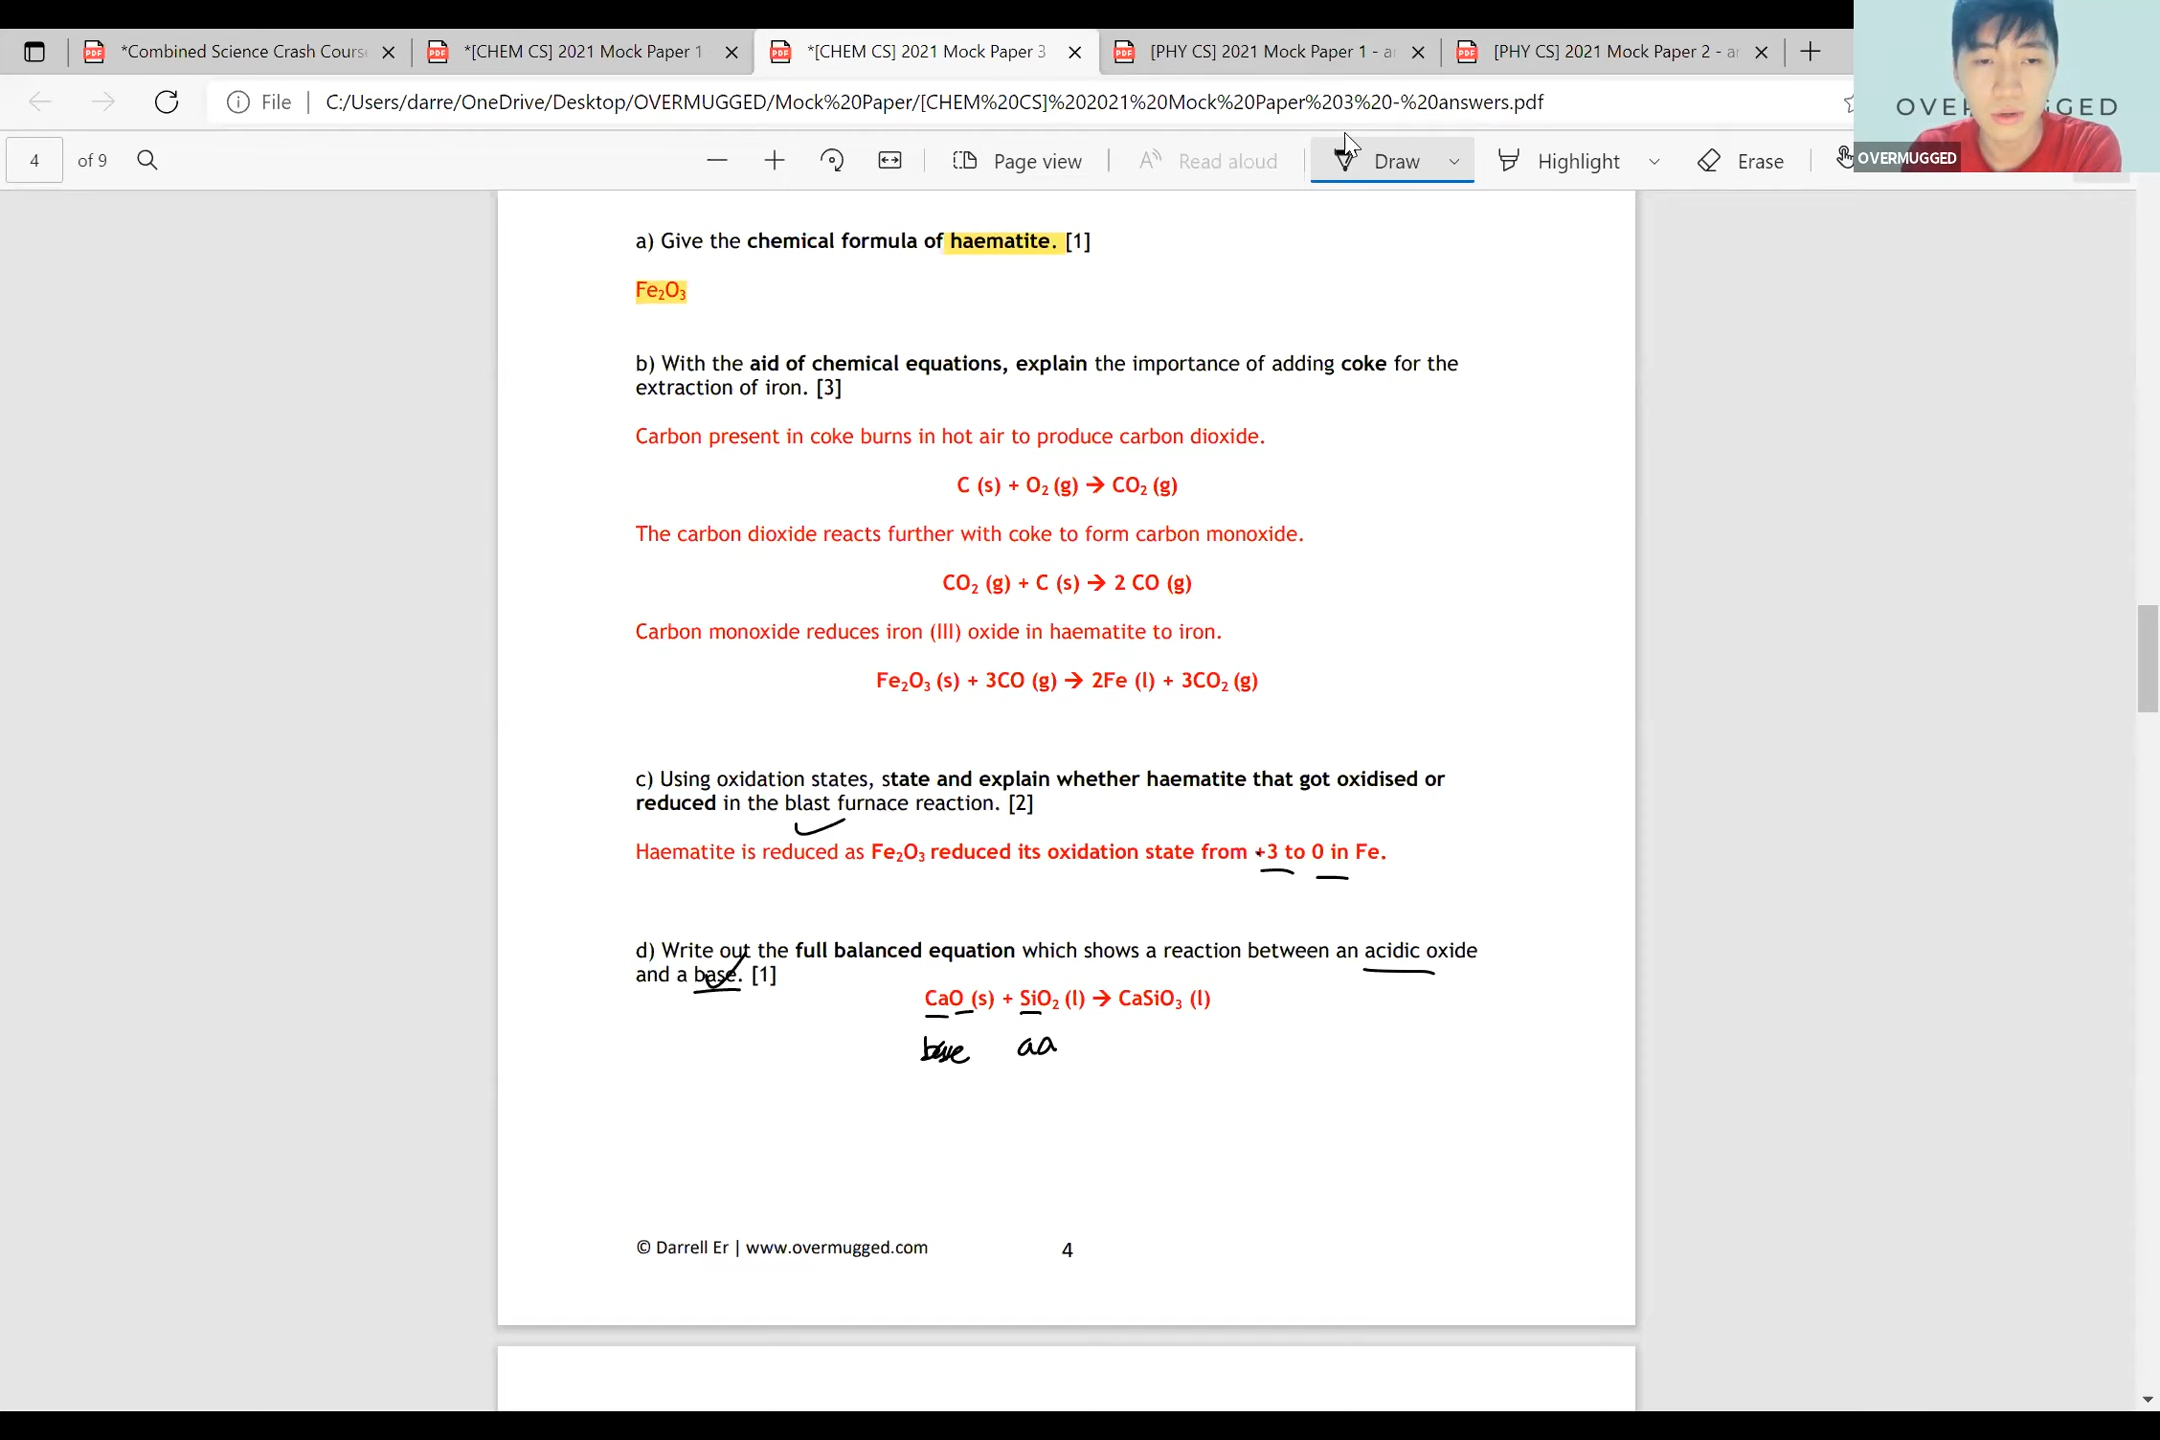 *Combined Science Crash Cours
*[CHEM CS] 2021 Mock Paper 1
*[CHEM CS] 2021 Mock Paper 3
[PHY CS] 2021 Mock Paper 1 - a
[PHY CS] 2021 Mock Paper 2 - a
File
C:/Users/darre/OneDrive/Desktop/OVERMUGGED/Mock%20Paper/[CHEM%20CS]%202021%20Mock%20Paper%203%20-%20answers.pdf
4 of 9
Page view
Read aloud
Draw
Highlight
Erase
OVERMUGGED
a) Give the chemical formula of haematite. [1]
Fe₂O₃
b) With the aid of chemical equations, explain the importance of adding coke for the
extraction of iron. [3]
Carbon present in coke burns in hot air to produce carbon dioxide.
C (s) + O₂ (g) → CO₂ (g)
The carbon dioxide reacts further with coke to form carbon monoxide.
CO₂ (g) + C (s) → 2 CO (g)
Carbon monoxide reduces iron (III) oxide in haematite to iron.
Fe₂O₃ (s) + 3CO (g) → 2Fe (l) + 3CO₂ (g)
c) Using oxidation states, state and explain whether haematite that got oxidised or
reduced in the blast furnace reaction. [2]
Haematite is reduced as Fe₂O₃ reduced its oxidation state from +3 to 0 in Fe.
d) Write out the full balanced equation which shows a reaction between an acidic oxide
and a base. [1]
CaO (s) + SiO₂ (l) → CaSiO₃ (l)
base
© Darrell Er | www.overmugged.com
4